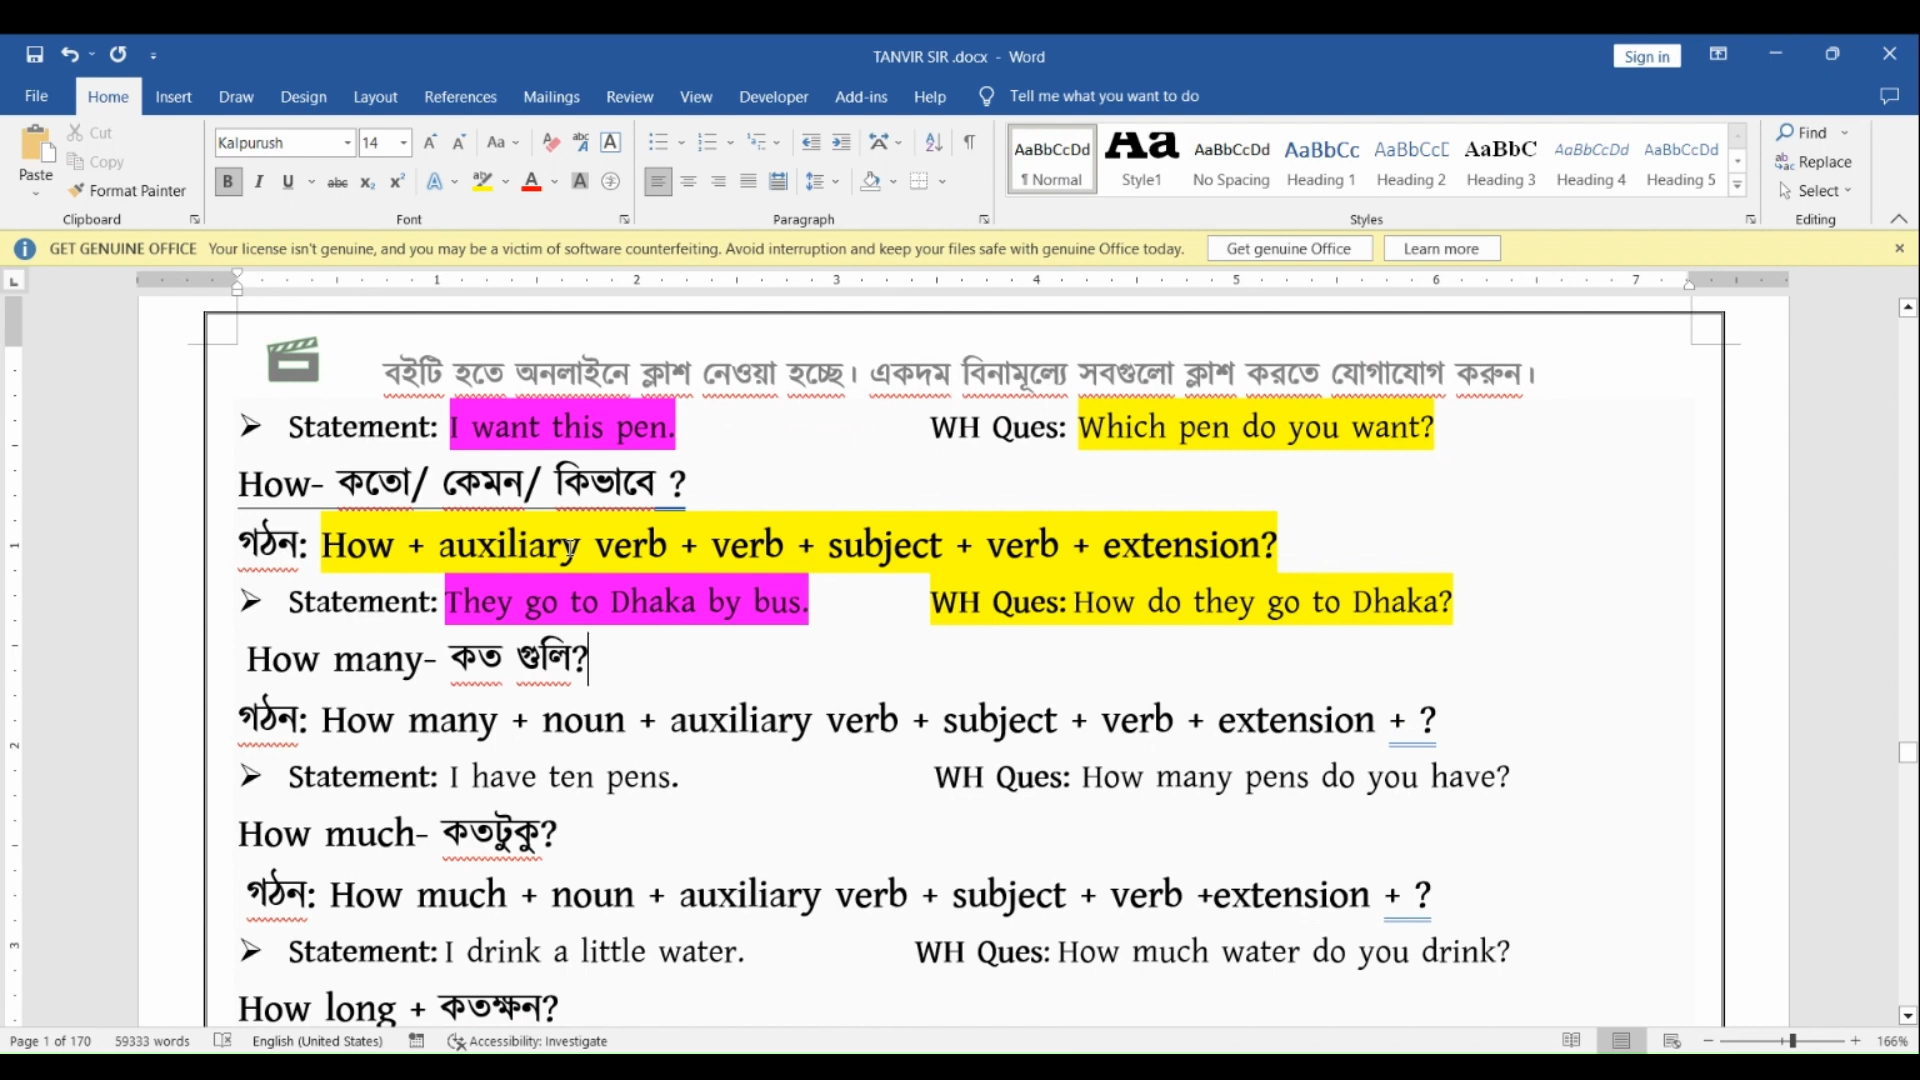 TANVIR SIR .docx - Word
Sign in
File Home Insert Draw Design Layout References Mailings Review View Developer Add-ins Help Tell me what you want to do
Paste
Cut
Copy
Format Painter
Clipboard
Kalpurush 14
Font
Paragraph
AaBbCcDd AaBbCcDd AaBbCc AaBbCcD AaBbC AaBbCcDd AaBbCcDd
Aa
¶ Normal Style1 No Spacing Heading 1 Heading 2 Heading 3 Heading 4 Heading 5
Styles
Find
Replace
Select
Editing
GET GENUINE OFFICE Your license isn't genuine, and you may be a victim of software counterfeiting. Avoid interruption and keep your files safe with genuine Office today. Get genuine Office Learn more
1 2 3 4 5 6 7
বইটি হতে অনলাইনে ক্লাশ নেওয়া হচ্ছে। একদম বিনামূল্যে সবগুলো ক্লাশ করতে যোগাযোগ করুন।
➢ Statement: I want this pen. WH Ques: Which pen do you want?
How- কতো/ কেমন/ কিভাবে ?
গঠন: How + auxiliary verb + verb + subject + verb + extension?
➢ Statement: They go to Dhaka by bus. WH Ques: How do they go to Dhaka?
How many- কত গুলি?
গঠন: How many + noun + auxiliary verb + subject + verb + extension + ?
➢ Statement: I have ten pens. WH Ques: How many pens do you have?
How much- কতটুকু?
গঠন: How much + noun + auxiliary verb + subject + verb +extension + ?
➢ Statement: I drink a little water. WH Ques: How much water do you drink?
How long + কতক্ষন?
Page 1 of 170 59333 words English (United States) Accessibility: Investigate 166%